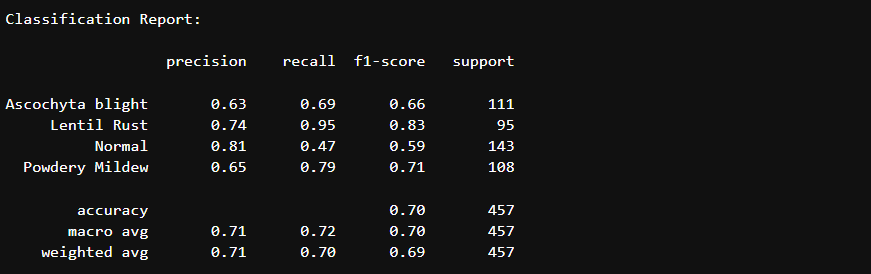 Classification Report:
precision recall f1-score support
Ascochyta blight 0.63 0.69 0.66 111
Lentil Rust 0.74 0.95 0.83 95
Normal 0.81 0.47 0.59 143
Powdery Mildew 0.65 0.79 0.71 108
accuracy 0.70 457
macro avg 0.71 0.72 0.70 457
weighted avg 0.71 0.70 0.69 457